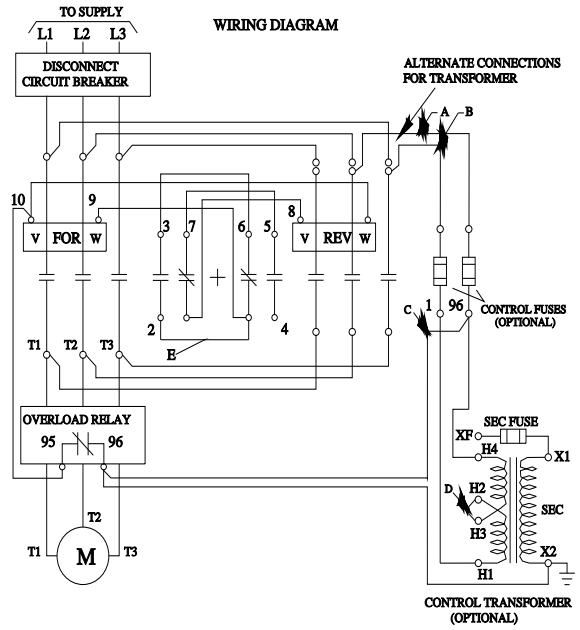 TO SUPPLY
WIRING DIAGRAM
L1 L2 L3
DISCONNECT
CIRCUIT BREAKER
ALTERNATE CONNECTIONS
FOR TRANSFORMER
A
B
10
9
3
7
6
5
8
V FOR W
V REV W
2
4
E
1
96
C
CONTROL FUSES
(OPTIONAL)
T1 T2 T3
OVERLOAD RELAY
95 96
SEC FUSE
XF
X1
H4
D
H2
SEC
H3
X2
H1
T2
T1 M T3
CONTROL TRANSFORMER
(OPTIONAL)